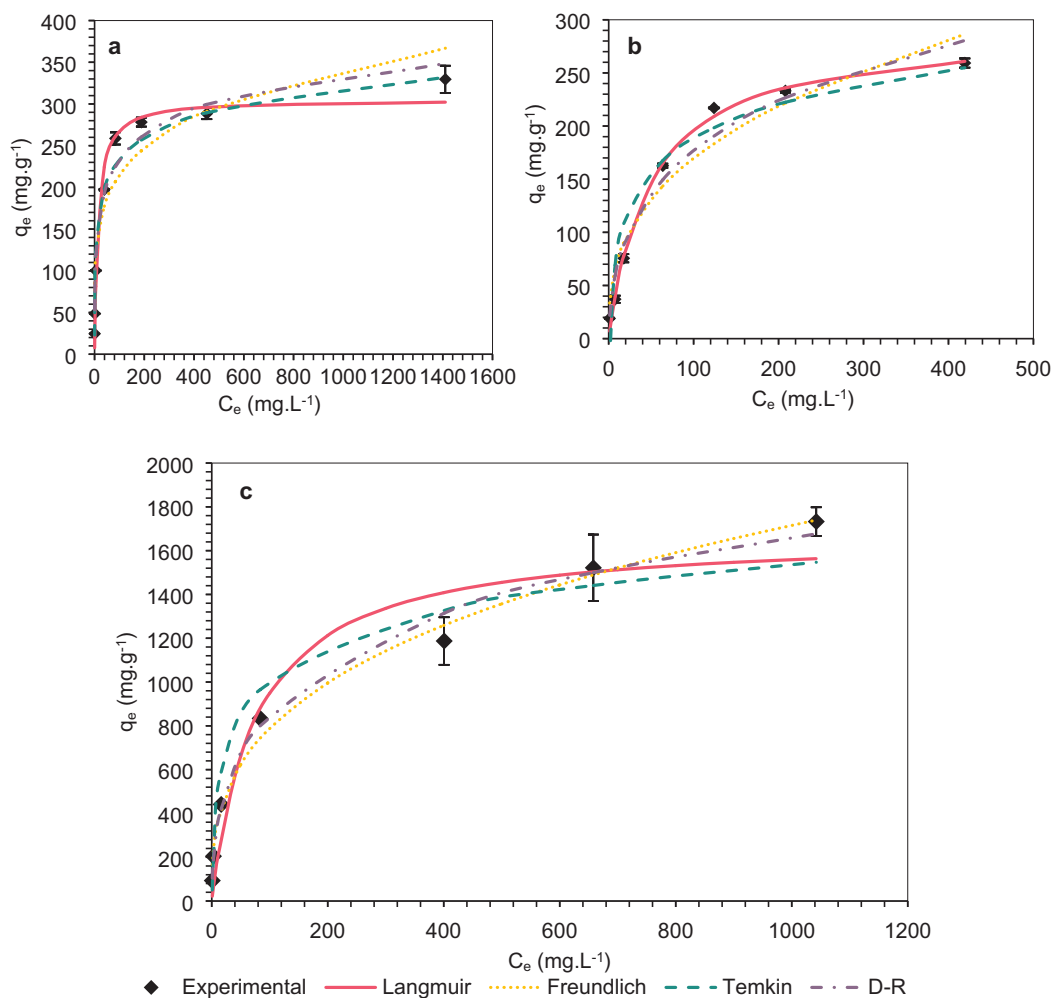 a
400
350
300
250
200
150
100
50
0
qe (mg.g-1)
0 200 400 600 800 1000 1200 1400 1600
Ce (mg.L-1)
b
300
250
200
150
100
50
0
qe (mg.g-1)
0 100 200 300 400 500
Ce (mg.L-1)
c
2000
1800
1600
1400
1200
1000
800
600
400
200
0
qe (mg.g-1)
0 200 400 600 800 1000 1200
Ce (mg.L-1)
Experimental Langmuir Freundlich Temkin D-R